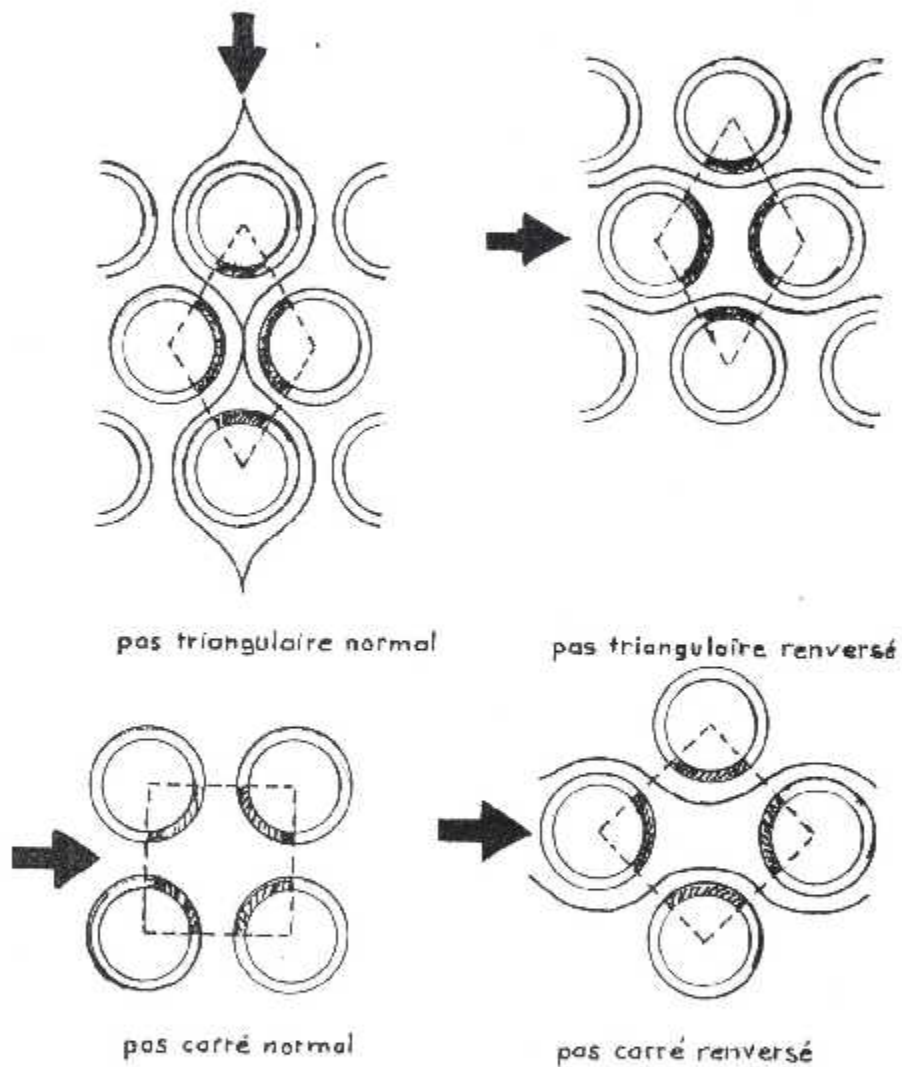 pas triangulaire normal
pas triangulaire renversé
pas carré normal
pas carré renversé